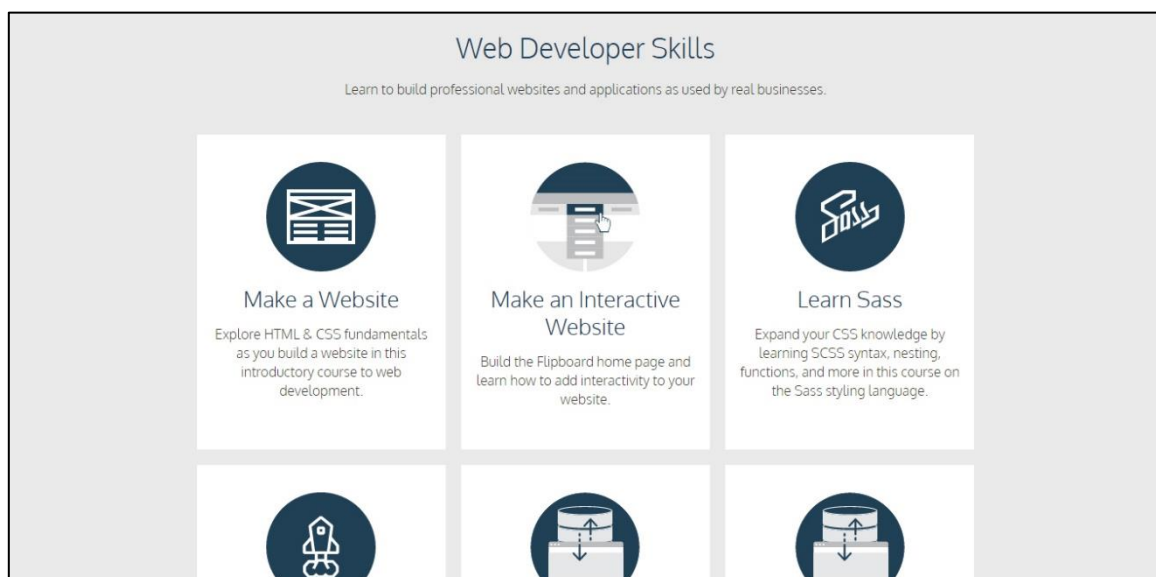 Web Developer Skills
Learn to build professional websites and applications as used by real businesses.
Sass
Make a Website
Explore HTML & CSS fundamentals
as you build a website in this
introductory course to web
development.
Make an Interactive
Website
Build the Flipboard home page and
learn how to add interactivity to your
website.
Learn Sass
Expand your CSS knowledge by
learning SCSS syntax, nesting,
functions, and more in this course on
the Sass styling language.